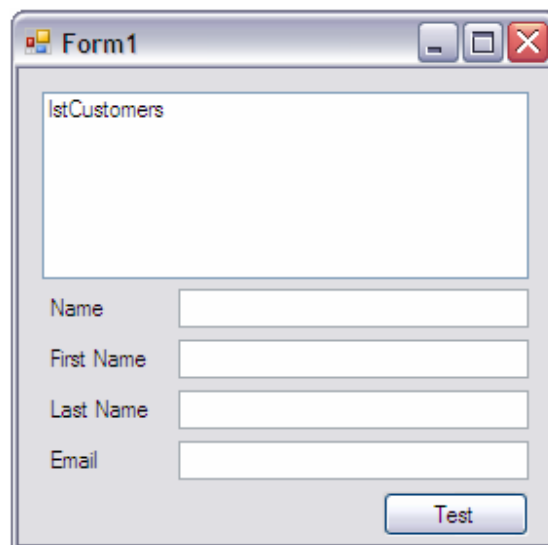 Form1
lstCustomers
Name
First Name
Last Name
Email
Test